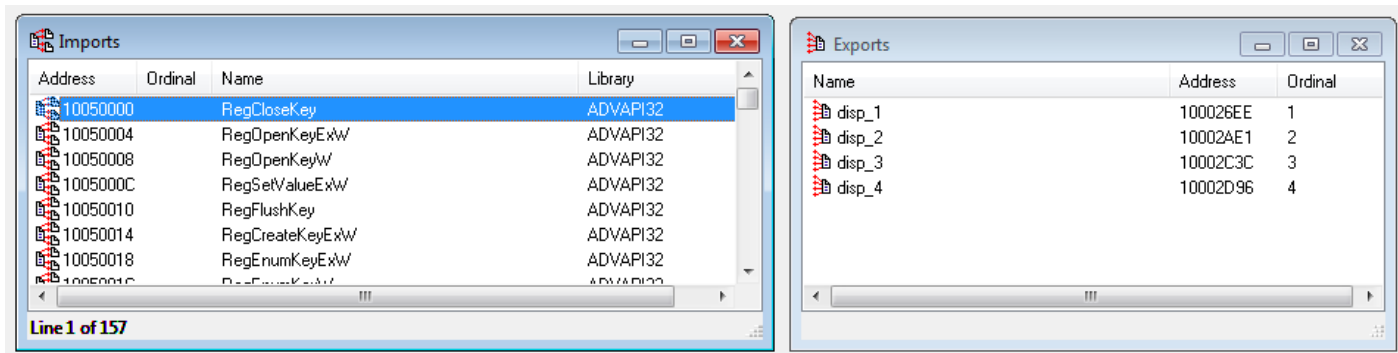 Imports
Address Ordinal Name Library
10050000 RegCloseKey ADVAPI32
10050004 RegOpenKeyExW ADVAPI32
10050008 RegOpenKeyW ADVAPI32
1005000C RegSetValueExW ADVAPI32
10050010 RegFlushKey ADVAPI32
10050014 RegCreateKeyExW ADVAPI32
10050018 RegEnumKeyExW ADVAPI32
Line 1 of 157
Exports
Name Address Ordinal
disp_1 100026EE 1
disp_2 10002AE1 2
disp_3 10002C3C 3
disp_4 10002D96 4